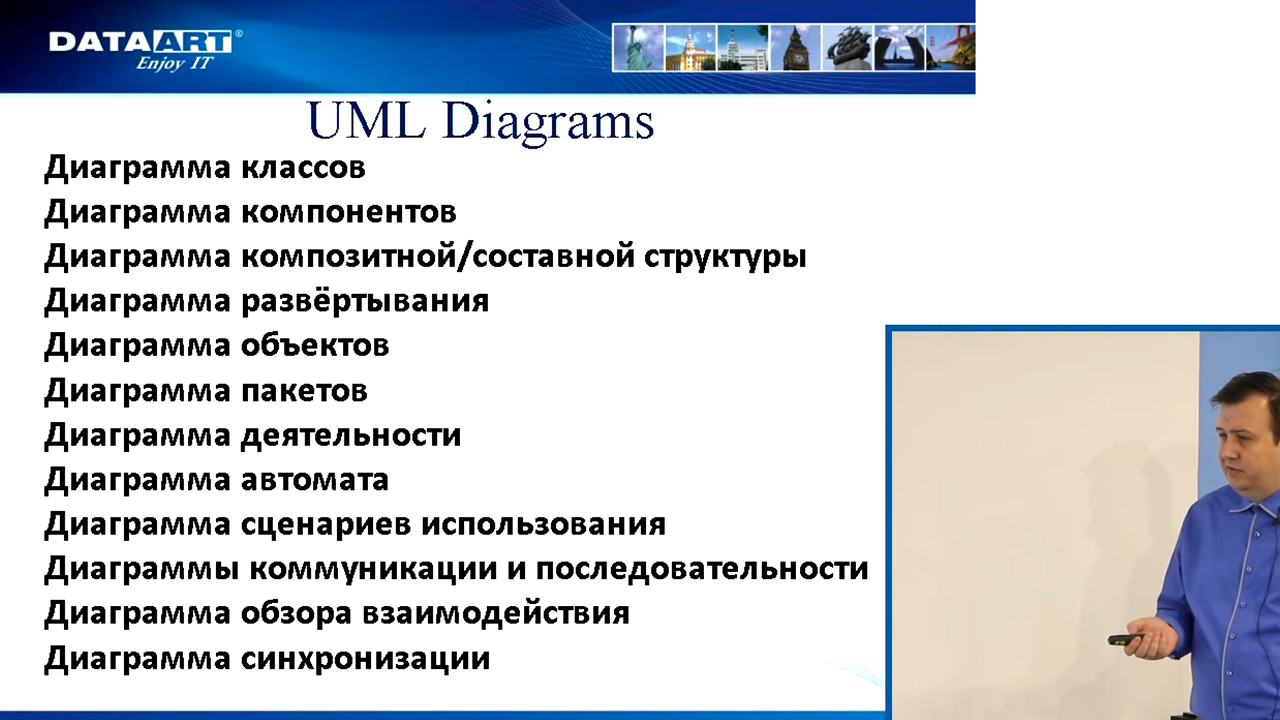 DATAART®
Enjoy IT
UML Diagrams
Диаграмма классов
Диаграмма компонентов
Диаграмма композитной/составной структуры
Диаграмма развёртывания
Диаграмма объектов
Диаграмма пакетов
Диаграмма деятельности
Диаграмма автомата
Диаграмма сценариев использования
Диаграммы коммуникации и последовательности
Диаграмма обзора взаимодействия
Диаграмма синхронизации